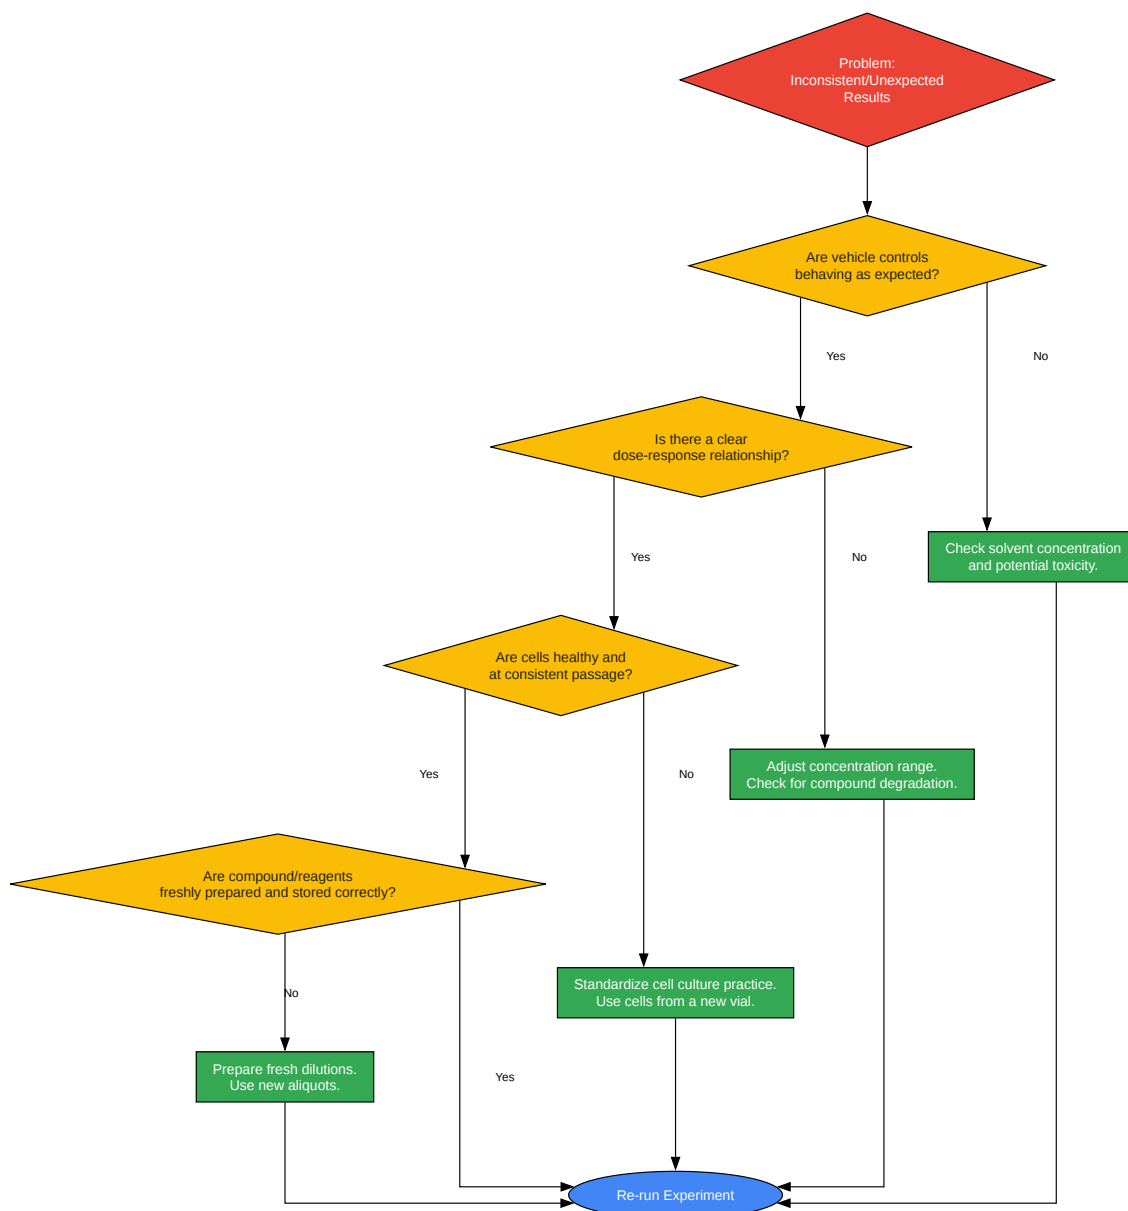 Problem:
Inconsistent/Unexpected
Results
Are vehicle controls
behaving as expected?
Yes
No
Is there a clear
dose-response relationship?
Yes
No
Check solvent concentration
and potential toxicity.
Are cells healthy and
at consistent passage?
Yes
No
Adjust concentration range.
Check for compound degradation.
Are compound/reagents
freshly prepared and stored correctly?
No
Yes
Standardize cell culture practice.
Use cells from a new vial.
Prepare fresh dilutions.
Use new aliquots.
Re-run Experiment